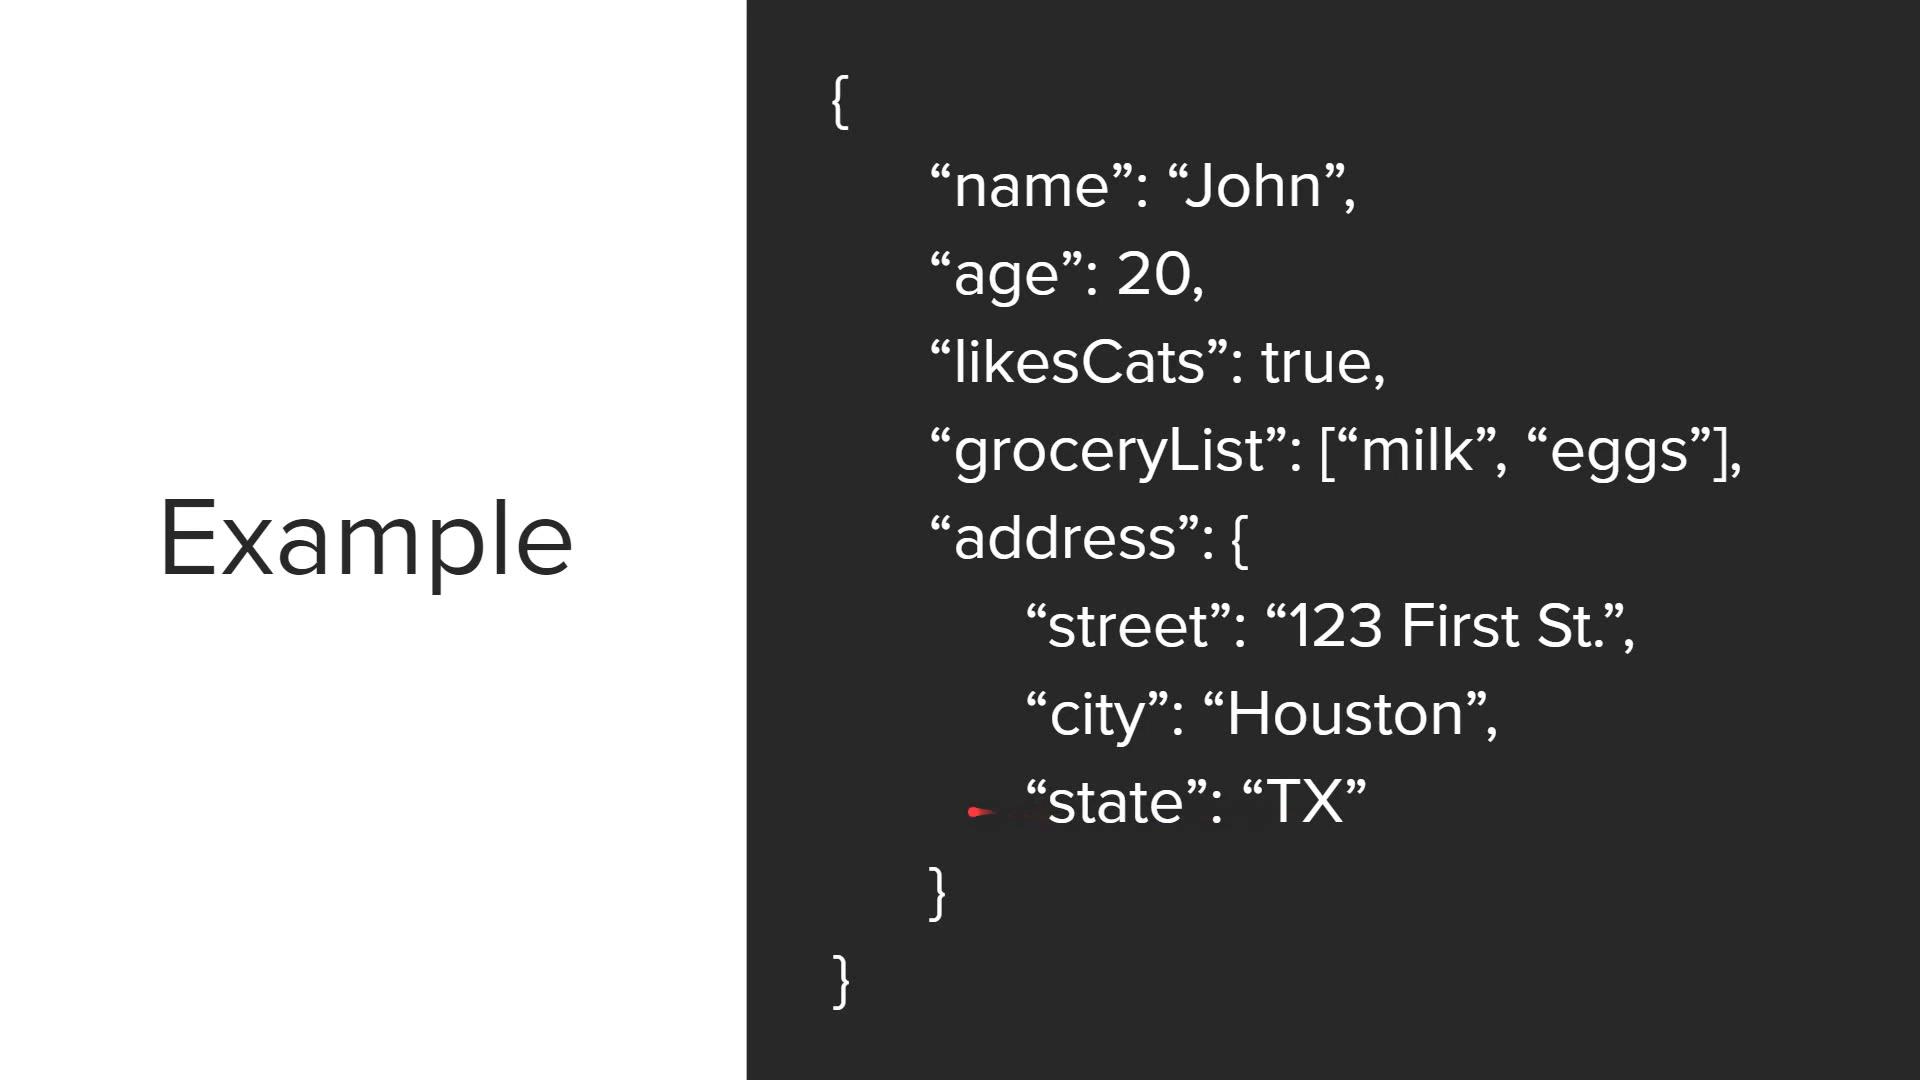 Example
{
“name”: “John”,
“age”: 20,
“likesCats”: true,
“groceryList”: [“milk”, “eggs”],
“address”: {
“street”: “123 First St.”,
“city”: “Houston”,
“state”: “TX”
}
}